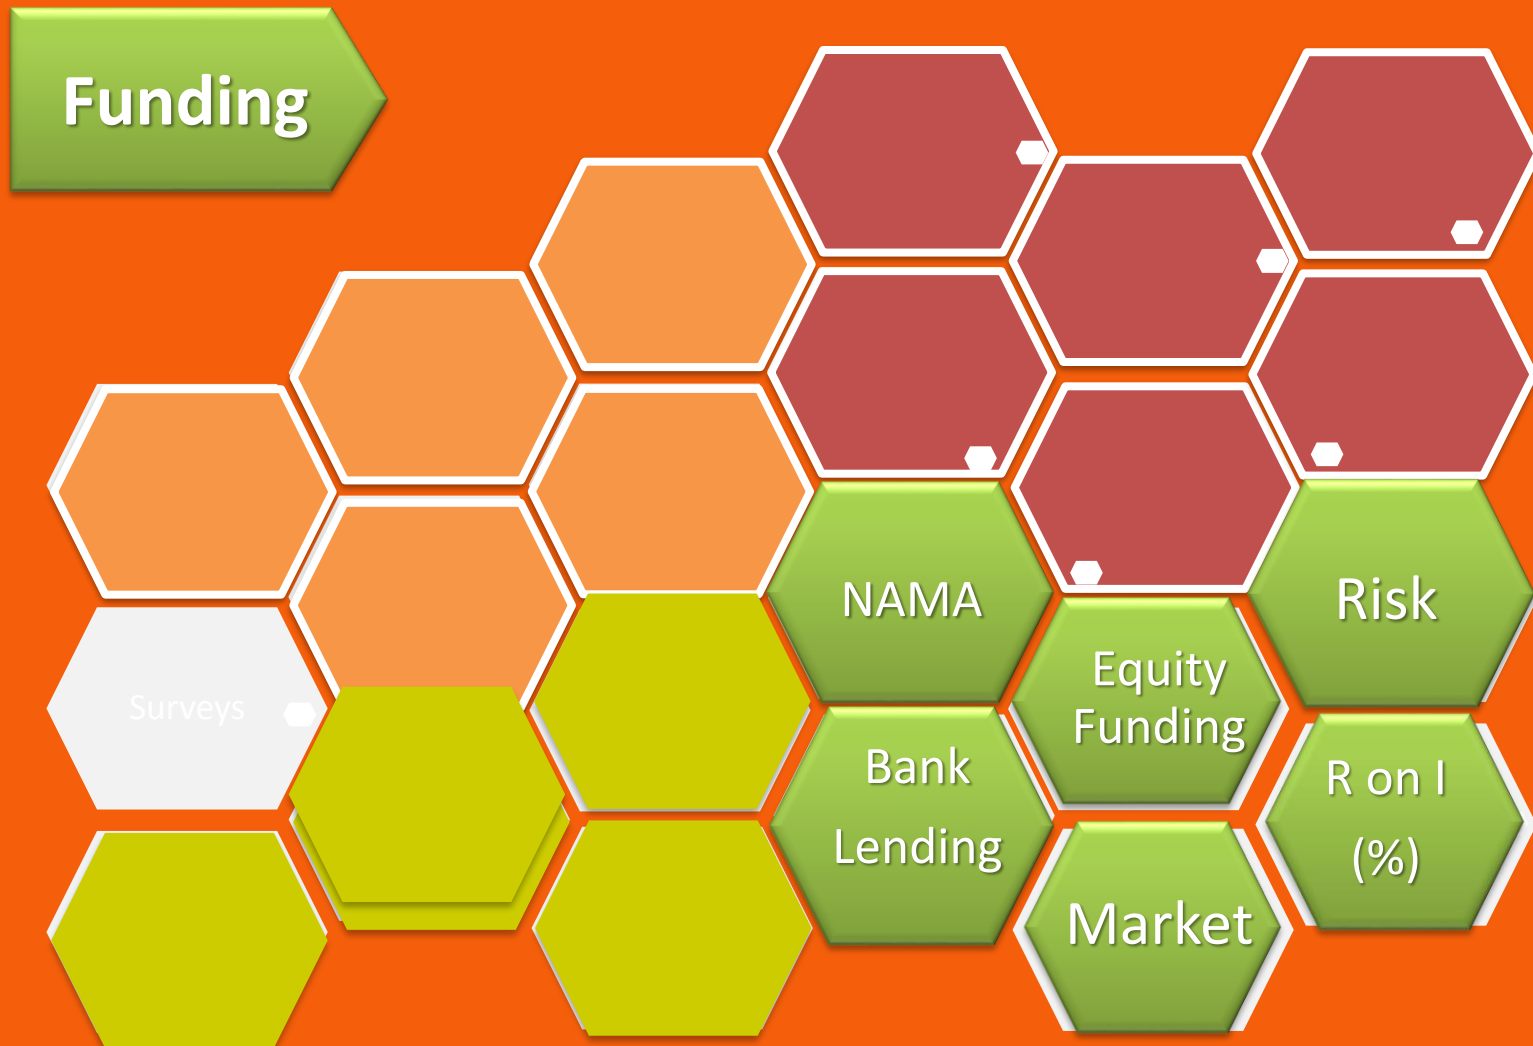 Funding
NAMA
Risk
Equity
Funding
Surveys
Bank
Lending
R on I
(%)
Market